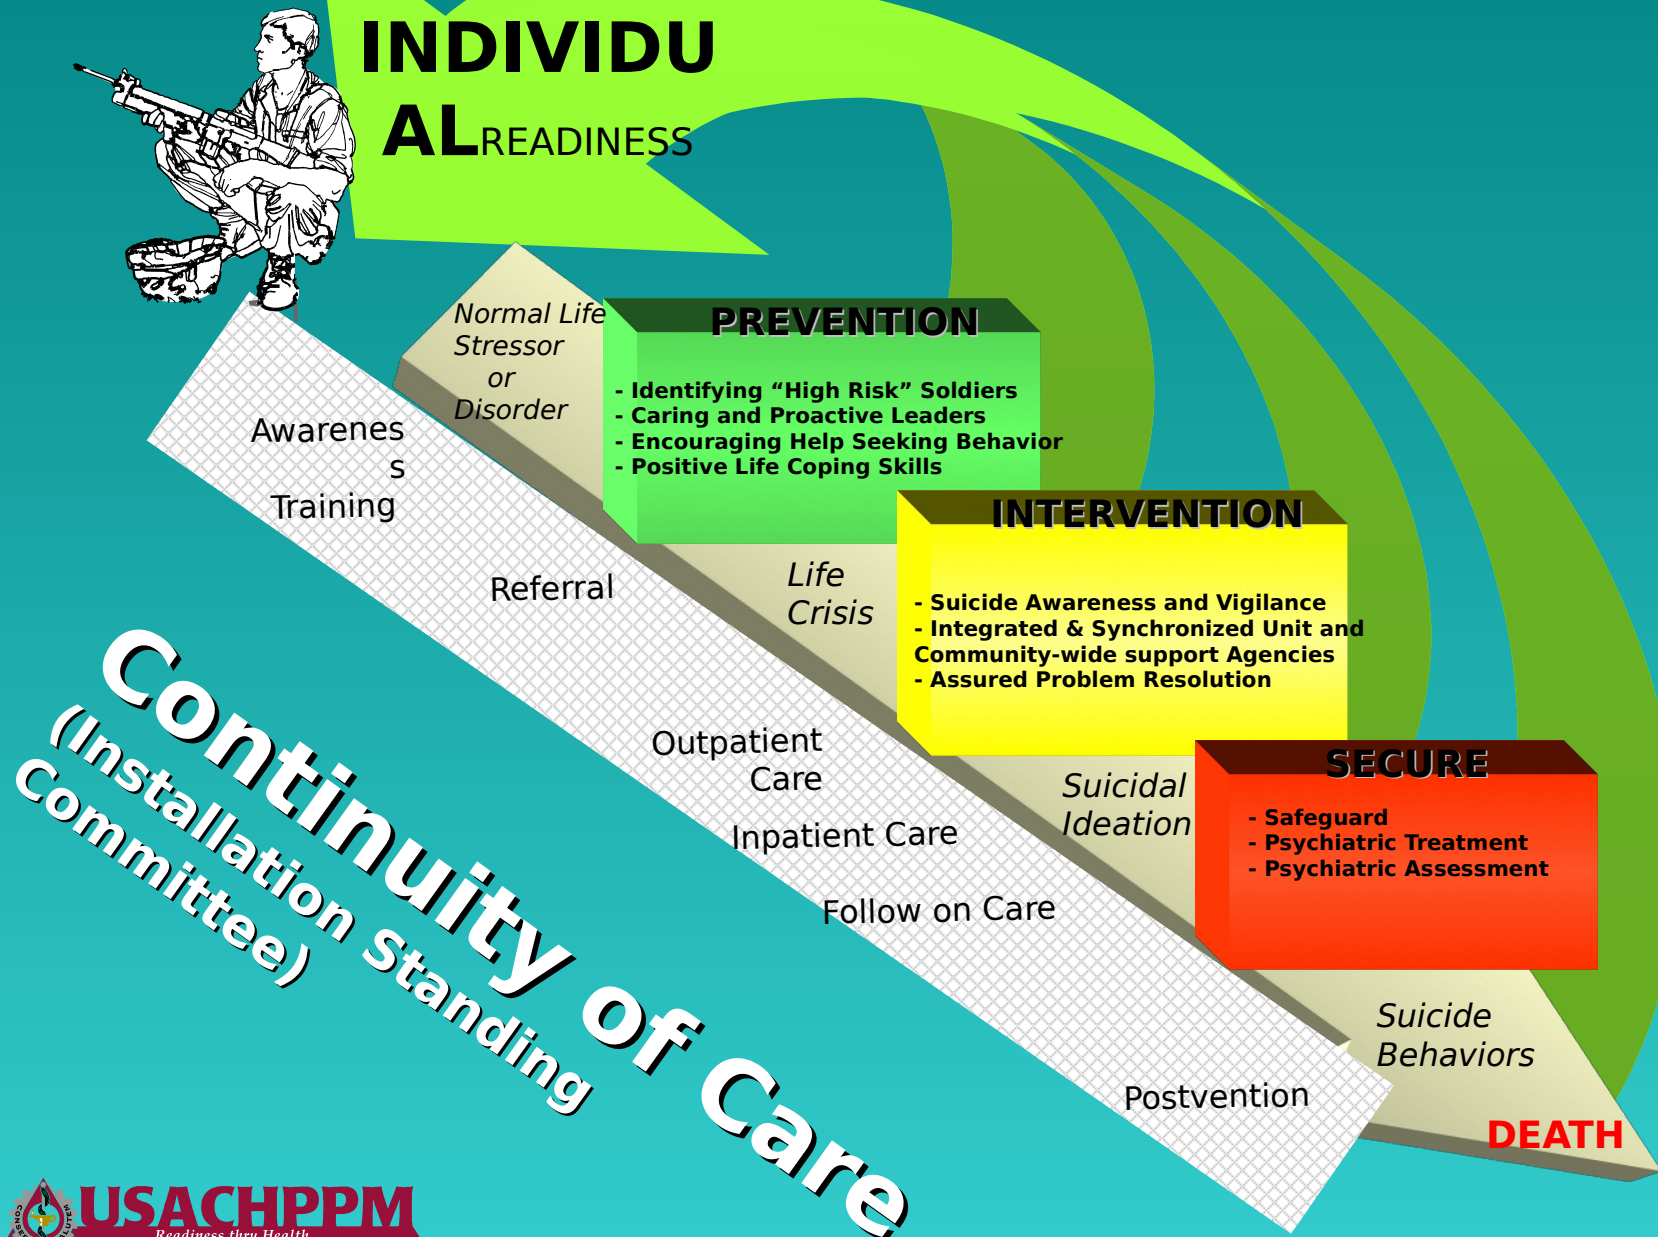 INDIVIDU
ALREADINESS
Normal Life
Stressor
or
Disorder
PREVENTION
- Identifying “High Risk” Soldiers
- Caring and Proactive Leaders
- Encouraging Help Seeking Behavior
- Positive Life Coping Skills
Awarenes
s
Training
Referral
Life
Crisis
INTERVENTION
- Suicide Awareness and Vigilance
- Integrated & Synchronized Unit and
Community-wide support Agencies
- Assured Problem Resolution
Outpatient
Care
Inpatient Care
Follow on Care
Suicidal
Ideation
SECURE
- Safeguard
- Psychiatric Treatment
- Psychiatric Assessment
Suicide
Behaviors
Postvention
DEATH
Continuity of Care
(Installation Standing
Committee)
USACHPPM
Readiness thru Health